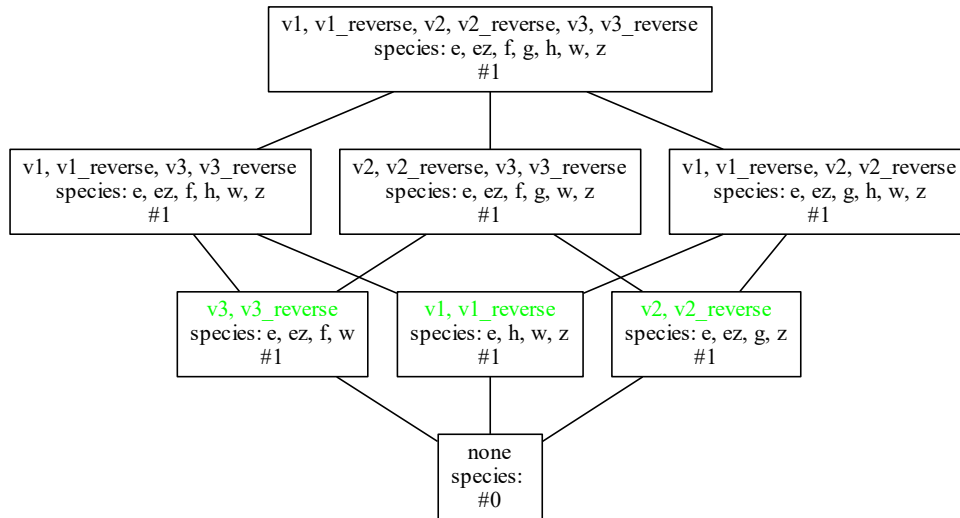 v1, v1_reverse, v2, v2_reverse, v3, v3_reverse
species: e, ez, f, g, h, w, z
#1
v1, v1_reverse, v3, v3_reverse
species: e, ez, f, h, w, z
#1
v2, v2_reverse, v3, v3_reverse
species: e, ez, f, g, w, z
#1
v1, v1_reverse, v2, v2_reverse
species: e, ez, g, h, w, z
#1
v3, v3_reverse
species: e, ez, f, w
#1
v1, v1_reverse
species: e, h, w, z
#1
v2, v2_reverse
species: e, ez, g, z
#1
none
species:
#0